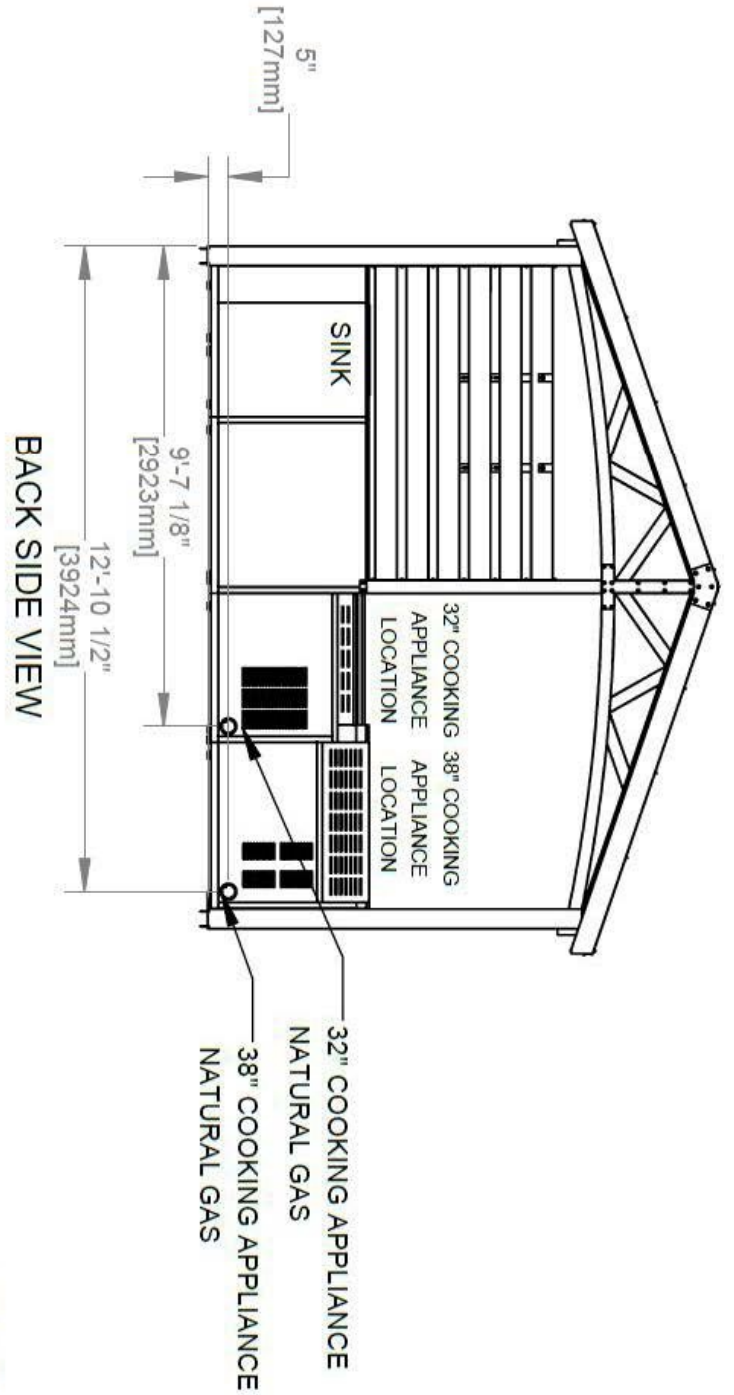 32" COOKING
APPLIANCE
LOCATION
38" COOKING
APPLIANCE
LOCATION
SINK
5"
[127mm]
9'-7 1/8"
[2923mm]
12'-10 1/2"
[3924mm]
32" COOKING APPLIANCE
NATURAL GAS
38" COOKING APPLIANCE
NATURAL GAS
BACK SIDE VIEW